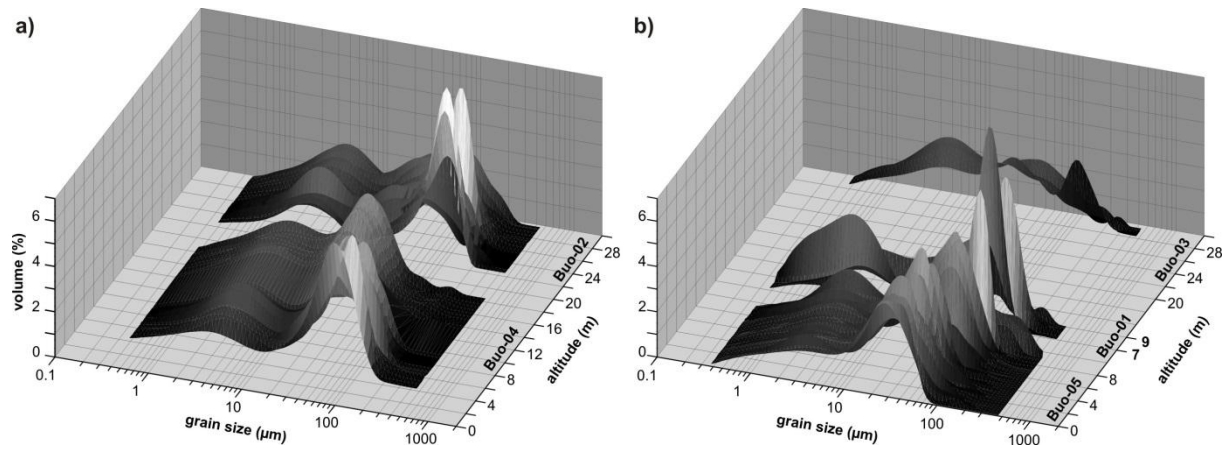 a)
volume (%)
6
4
2
0
0.1
1
10
100
1000
grain size (µm)
0
4
8
12
16
20
24
28
altitude (m)
Buo-04
Buo-02
b)
6
4
2
0
0.1
1
10
100
1000
grain size (µm)
0
4
8
7
9
20
24
28
altitude (m)
Buo-05
Buo-01
Buo-03